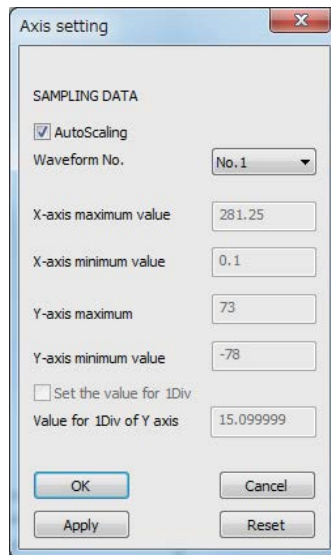 Axis setting
SAMPLING DATA
AutoScaling
Waveform No. No.1
X-axis maximum value 281.25
X-axis minimum value 0.1
Y-axis maximum 73
Y-axis minimum value -78
Set the value for 1Div
Value for 1Div of Y axis 15.099999
OK Cancel
Apply Reset